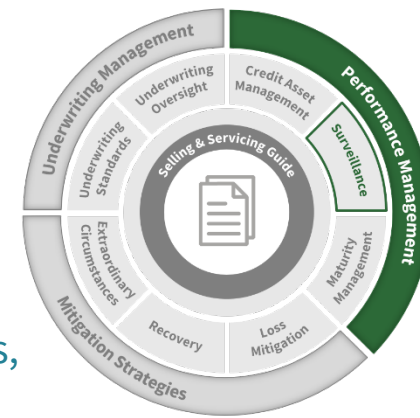 Underwriting Management
Performance Management
Mitigation Strategies
Underwriting
Oversight
Credit Asset
Management
Surveillance
Maturity
Management
Loss
Mitigation
Recovery
Extraordinary
Circumstances
Underwriting
Standards
Selling & Servicing Guide
s,